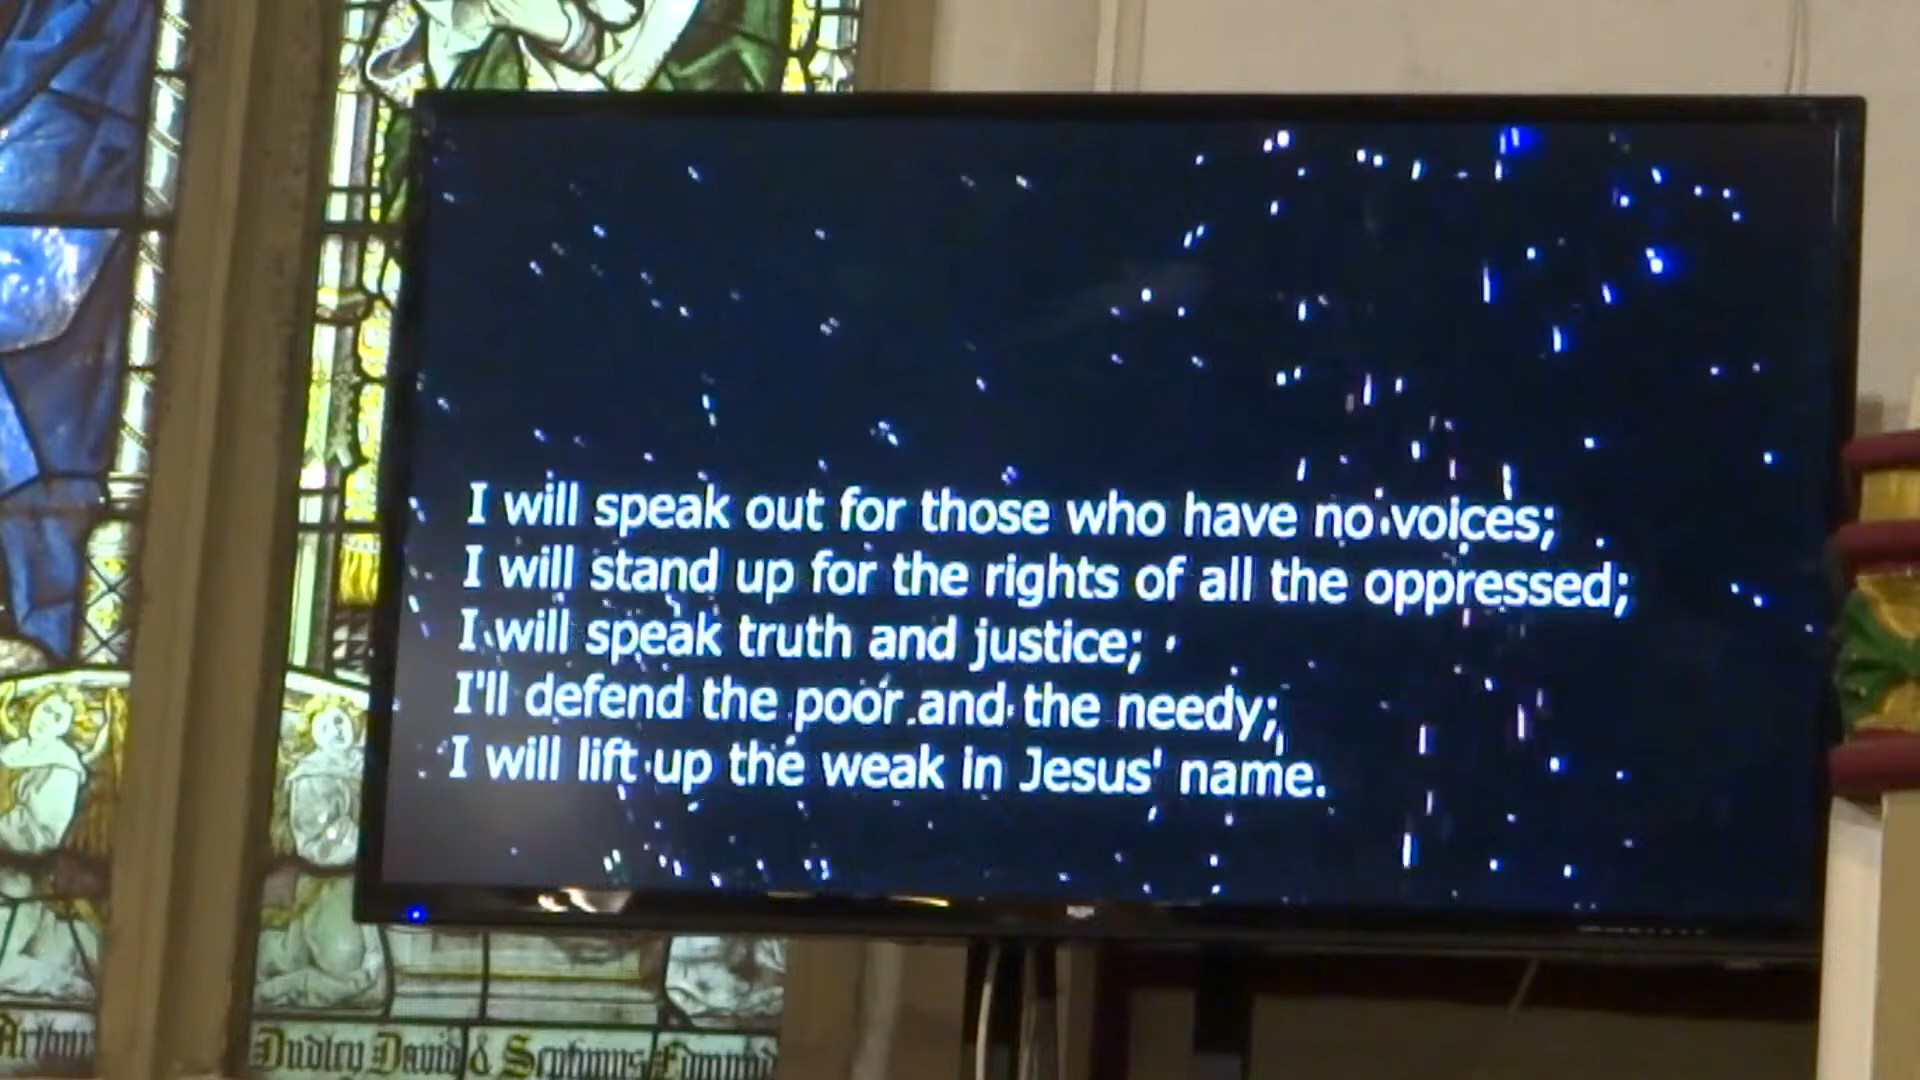 I will speak out for those who have no voices;
I will stand up for the rights of all the oppressed;
I will speak truth and justice;
I'll defend the poor and the needy;
I will lift up the weak in Jesus' name.
Arthur
Dudley David & Septimus Edmund